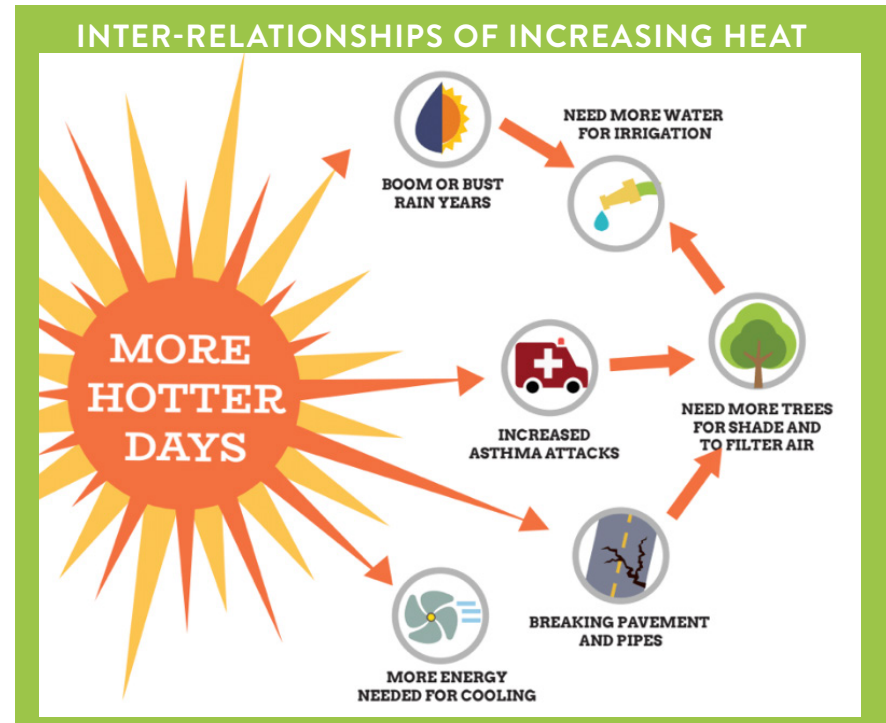 INTER-RELATIONSHIPS OF INCREASING HEAT
MORE
HOTTER
DAYS
BOOM OR BUST
RAIN YEARS
NEED MORE WATER
FOR IRRIGATION
INCREASED
ASTHMA ATTACKS
NEED MORE TREES
FOR SHADE AND
TO FILTER AIR
BREAKING PAVEMENT
AND PIPES
MORE ENERGY
NEEDED FOR COOLING